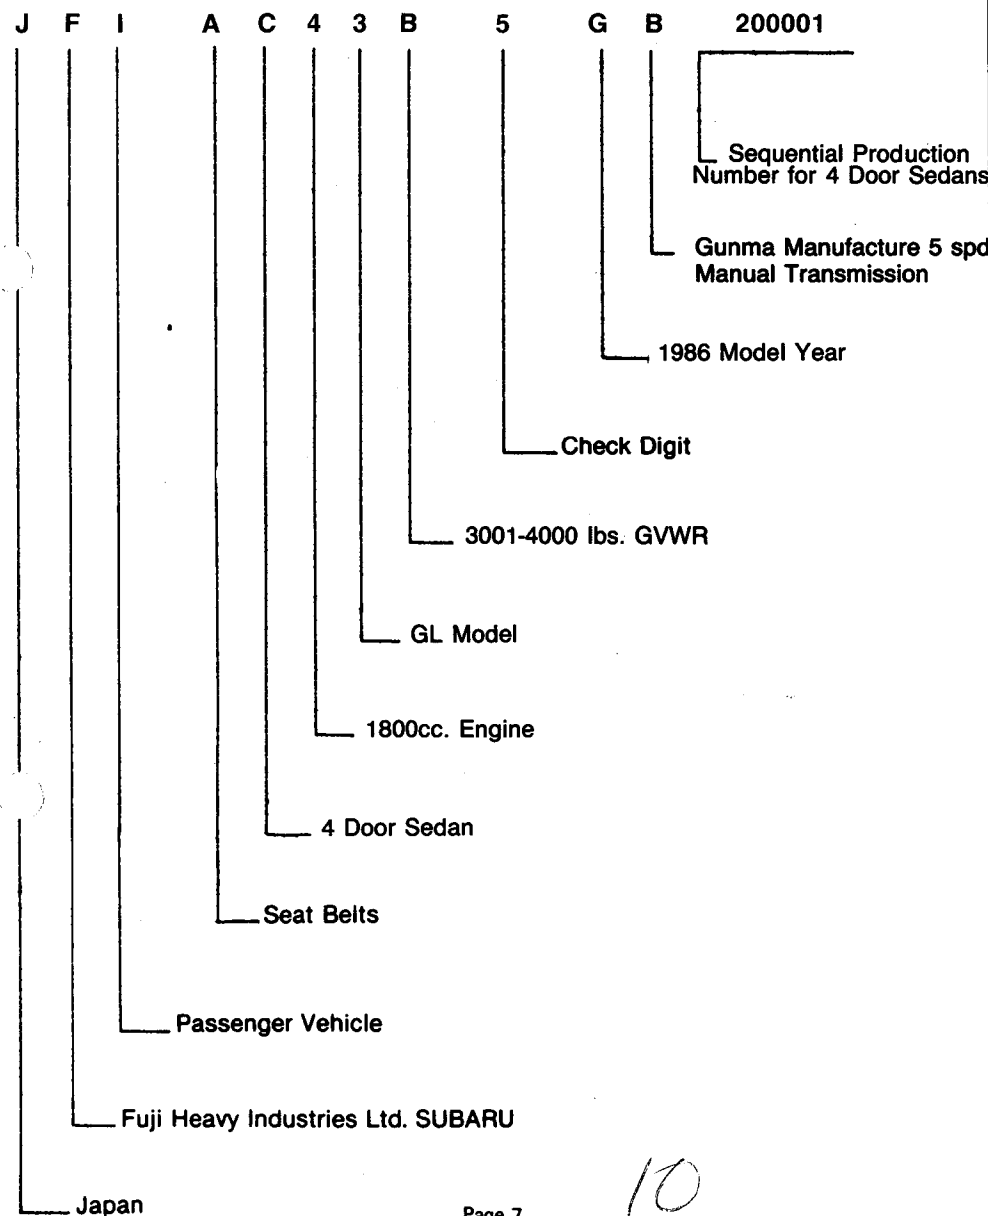 J F I A C 4 3 B 5 G B 200001
Sequential Production
Number for 4 Door Sedans
Gunma Manufacture 5 spd
Manual Transmission
1986 Model Year
Check Digit
3001-4000 lbs. GVWR
GL Model
1800cc. Engine
4 Door Sedan
Seat Belts
Passenger Vehicle
Fuji Heavy Industries Ltd. SUBARU
Japan
Page 7
10